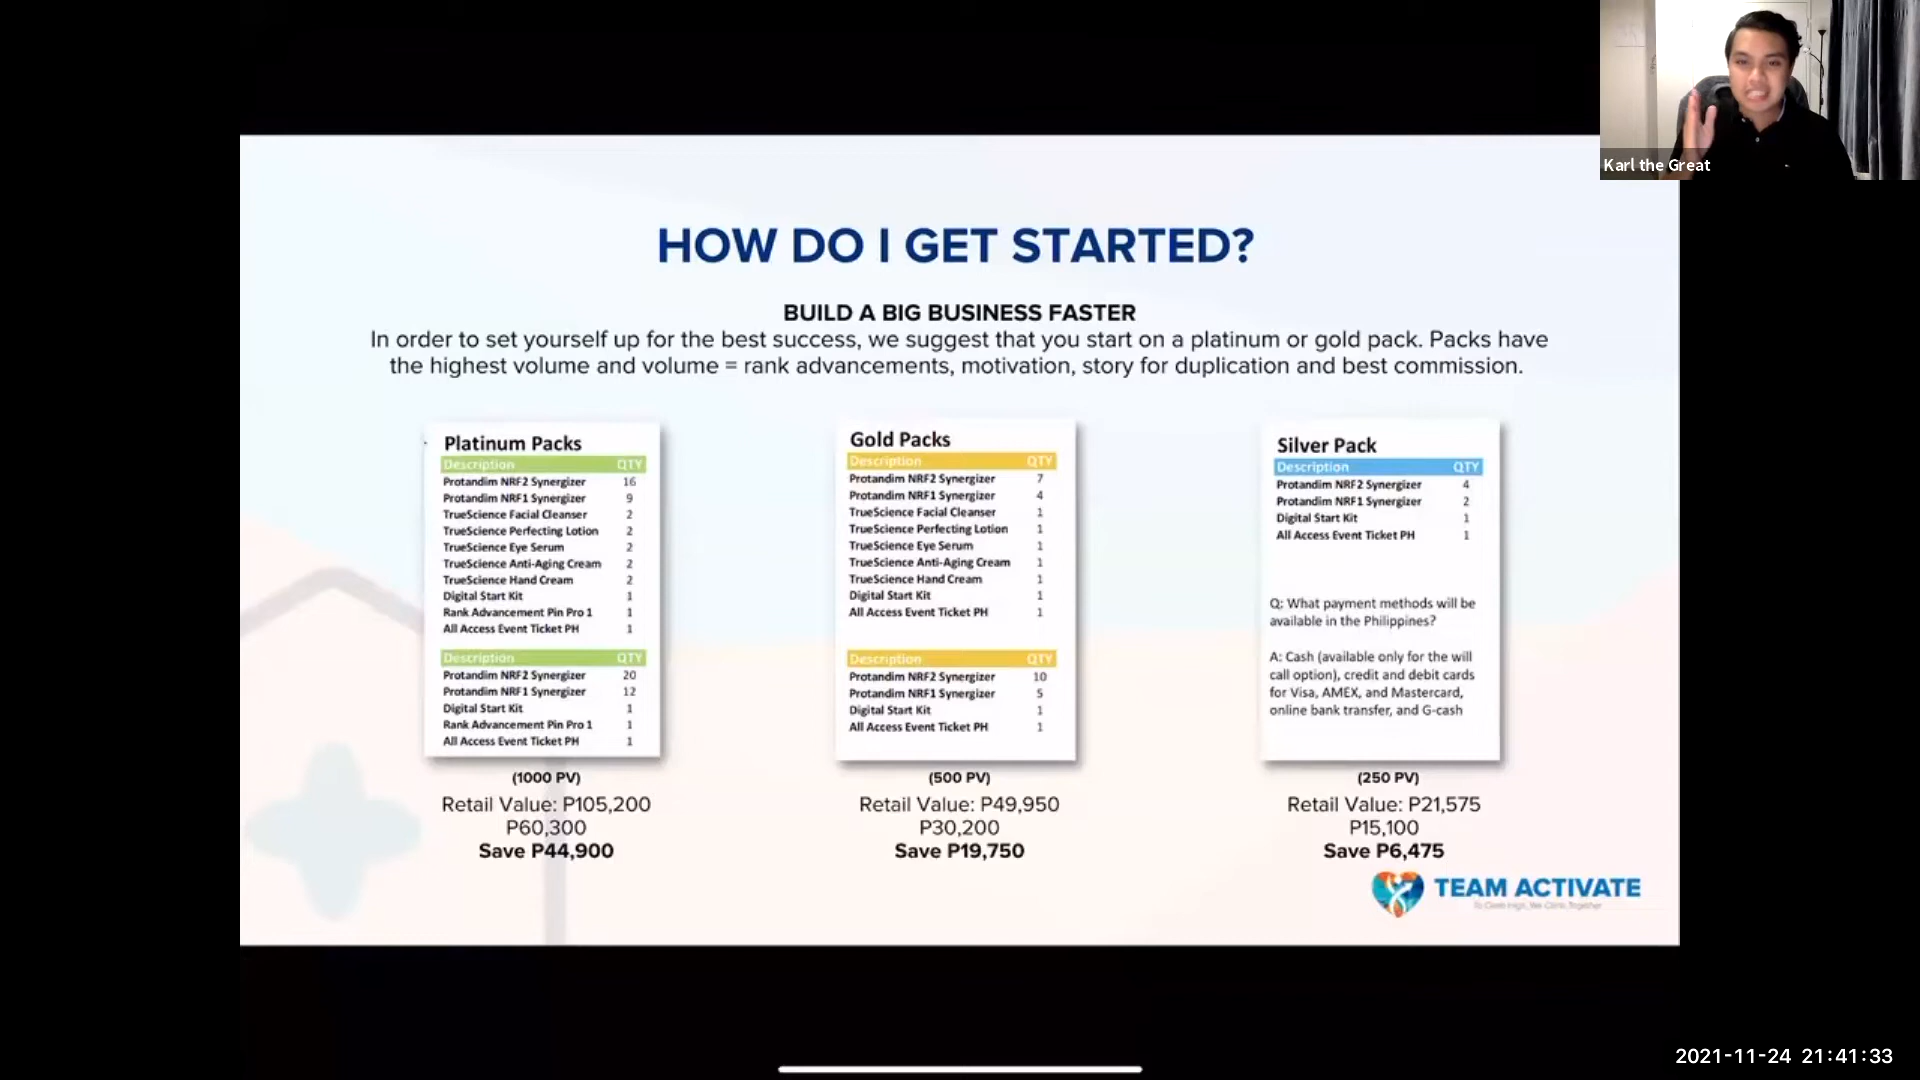 Karl the Great
HOW DO I GET STARTED?
BUILD A BIG BUSINESS FASTER
In order to set yourself up for the best success, we suggest that you start on a platinum or gold pack. Packs have
the highest volume and volume = rank advancements, motivation, story for duplication and best commission.
Platinum Packs
Description QTY
Protandim NRF2 Synergizer 16
Protandim NRF1 Synergizer 9
TrueScience Facial Cleanser 2
TrueScience Perfecting Lotion 2
TrueScience Eye Serum 2
TrueScience Anti-Aging Cream 2
TrueScience Hand Cream 2
Digital Start Kit 1
Rank Advancement Pin Pro 1 1
All Access Event Ticket PH 1
Description QTY
Protandim NRF2 Synergizer 20
Protandim NRF1 Synergizer 12
Digital Start Kit 1
Rank Advancement Pin Pro 1 1
All Access Event Ticket PH 1
(1000 PV)
Retail Value: P105,200
P60,300
Save P44,900
Gold Packs
Description QTY
Protandim NRF2 Synergizer 7
Protandim NRF1 Synergizer 4
TrueScience Facial Cleanser 1
TrueScience Perfecting Lotion 1
TrueScience Eye Serum 1
TrueScience Anti-Aging Cream 1
TrueScience Hand Cream 1
Digital Start Kit 1
All Access Event Ticket PH 1
Description QTY
Protandim NRF2 Synergizer 10
Protandim NRF1 Synergizer 5
Digital Start Kit 1
All Access Event Ticket PH 1
(500 PV)
Retail Value: P49,950
P30,200
Save P19,750
Silver Pack
Description QTY
Protandim NRF2 Synergizer 4
Protandim NRF1 Synergizer 2
Digital Start Kit 1
All Access Event Ticket PH 1
Q: What payment methods will be
available in the Philippines?
A: Cash (available only for the will
call option), credit and debit cards
for Visa, AMEX, and Mastercard,
online bank transfer, and G-cash
(250 PV)
Retail Value: P21,575
P15,100
Save P6,475
TEAM ACTIVATE
To Climb High, We Climb Together
2021-11-24 21:41:33